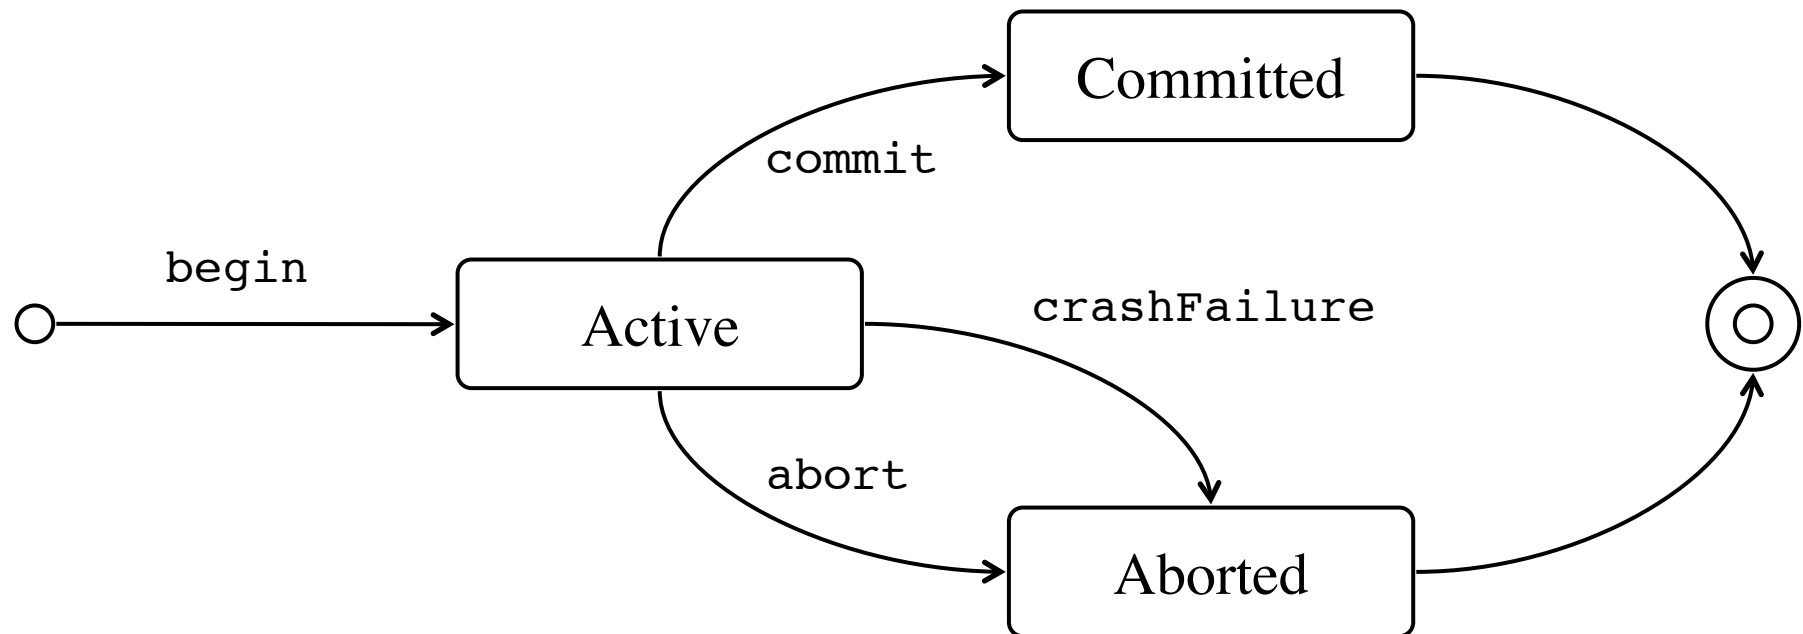 Committed
commit
begin
crashFailure
Active
abort
Aborted